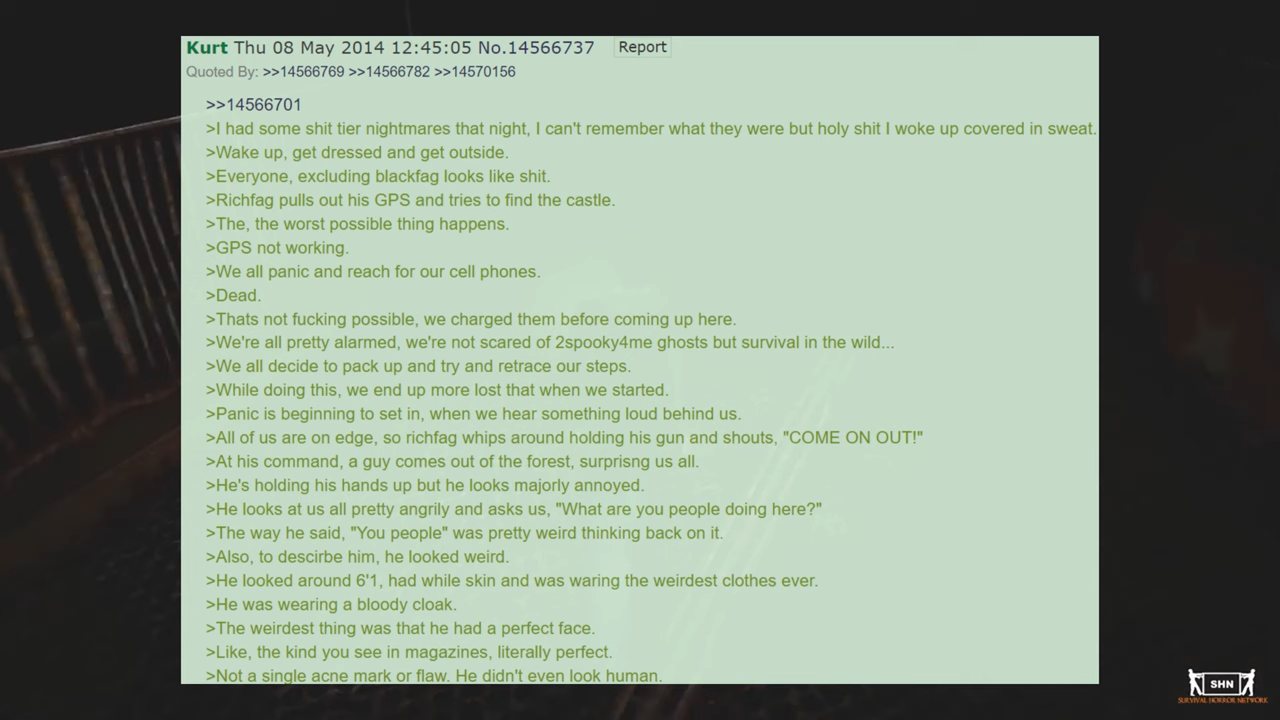 Kurt Thu 08 May 2014 12:45:05 No.14566737 Report
Quoted By: >>14566769 >>14566782 >>14570156
>>14566701
>I had some shit tier nightmares that night, I can't remember what they were but holy shit I woke up covered in sweat.
>Wake up, get dressed and get outside.
>Everyone, excluding blackfag looks like shit.
>Richfag pulls out his GPS and tries to find the castle.
>The, the worst possible thing happens.
>GPS not working.
>We all panic and reach for our cell phones.
>Dead.
>Thats not fucking possible, we charged them before coming up here.
>We're all pretty alarmed, we're not scared of 2spooky4me ghosts but survival in the wild...
>We all decide to pack up and try and retrace our steps.
>While doing this, we end up more lost that when we started.
>Panic is beginning to set in, when we hear something loud behind us.
>All of us are on edge, so richfag whips around holding his gun and shouts, "COME ON OUT!"
>At his command, a guy comes out of the forest, surprisng us all.
>He's holding his hands up but he looks majorly annoyed.
>He looks at us all pretty angrily and asks us, "What are you people doing here?"
>The way he said, "You people" was pretty weird thinking back on it.
>Also, to descirbe him, he looked weird.
>He looked around 6'1, had while skin and was waring the weirdest clothes ever.
>He was wearing a bloody cloak.
>The weirdest thing was that he had a perfect face.
>Like, the kind you see in magazines, literally perfect.
>Not a single acne mark or flaw. He didn't even look human.
SHN
SURVIVAL HORROR NETWORK